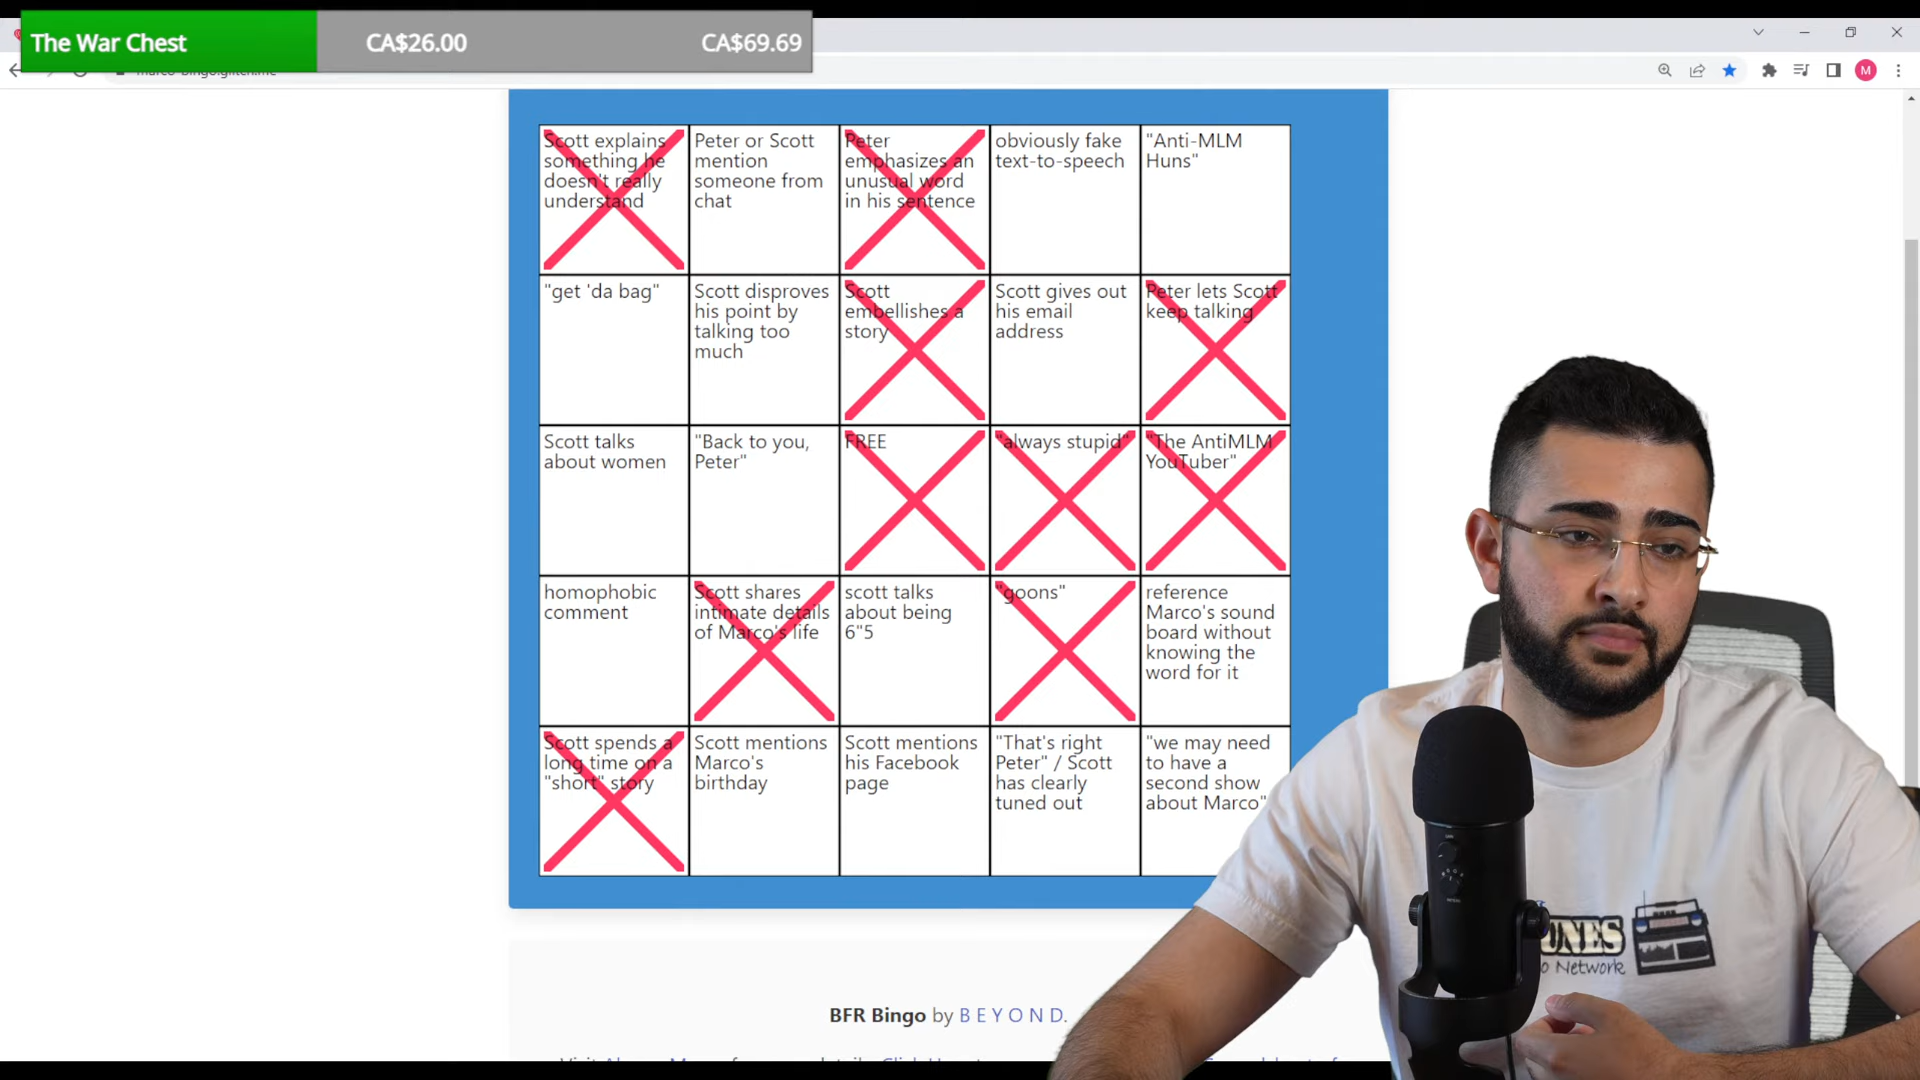 The War Chest
CA$26.00
CA$69.69
M
Scott explains
something he
doesn't really
understand
Peter or Scott
mention
someone from
chat
Peter
emphasizes an
unusual word
in his sentence
obviously fake
text-to-speech
"Anti-MLM
Huns"
"get 'da bag"
Scott disproves
his point by
talking too
much
Scott
embellishes a
story
Scott gives out
his email
address
Peter lets Scott
keep talking
Scott talks
about women
"Back to you,
Peter"
FREE
"always stupid"
"The AntiMLM
YouTuber"
homophobic
comment
Scott shares
intimate details
of Marco's life
scott talks
about being
6"5
"goons"
reference
Marco's sound
board without
knowing the
word for it
Scott spends a
long time on a
"short" story
Scott mentions
Marco's
birthday
Scott mentions
his Facebook
page
"That's right
Peter" / Scott
has clearly
tuned out
"we may need
to have a
second show
about Marco"
BFR Bingo by B E Y O N D.
UNES
Network